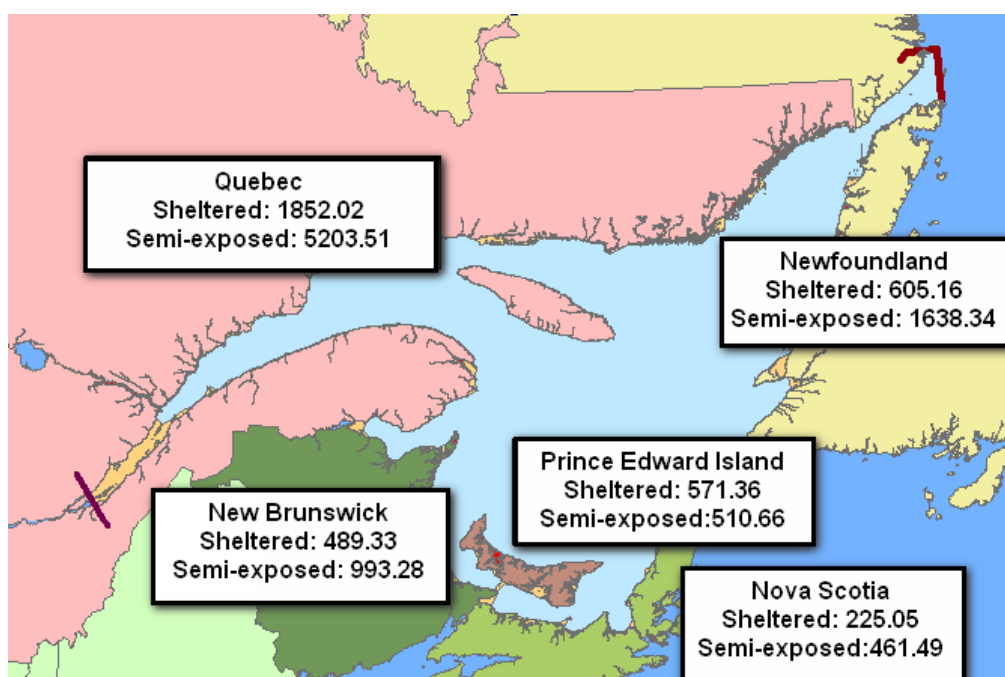 Quebec
Sheltered: 1852.02
Semi-exposed: 5203.51
Newfoundland
Sheltered: 605.16
Semi-exposed: 1638.34
Prince Edward Island
Sheltered: 571.36
Semi-exposed:510.66
New Brunswick
Sheltered: 489.33
Semi-exposed: 993.28
Nova Scotia
Sheltered: 225.05
Semi-exposed:461.49